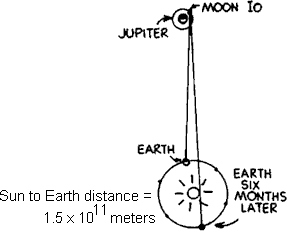 MOON IO
JUPITER
EARTH
EARTH
SIX
MONTHS
LATER
Sun to Earth distance =
1.5 x 10¹¹ meters